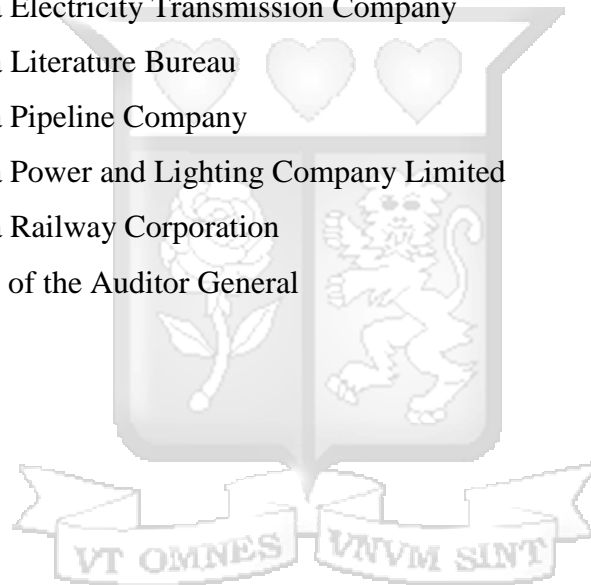 a Electricity Transmission Company
a Literature Bureau
a Pipeline Company
a Power and Lighting Company Limited
a Railway Corporation
of the Auditor General
VT OMNES VNVM SINT